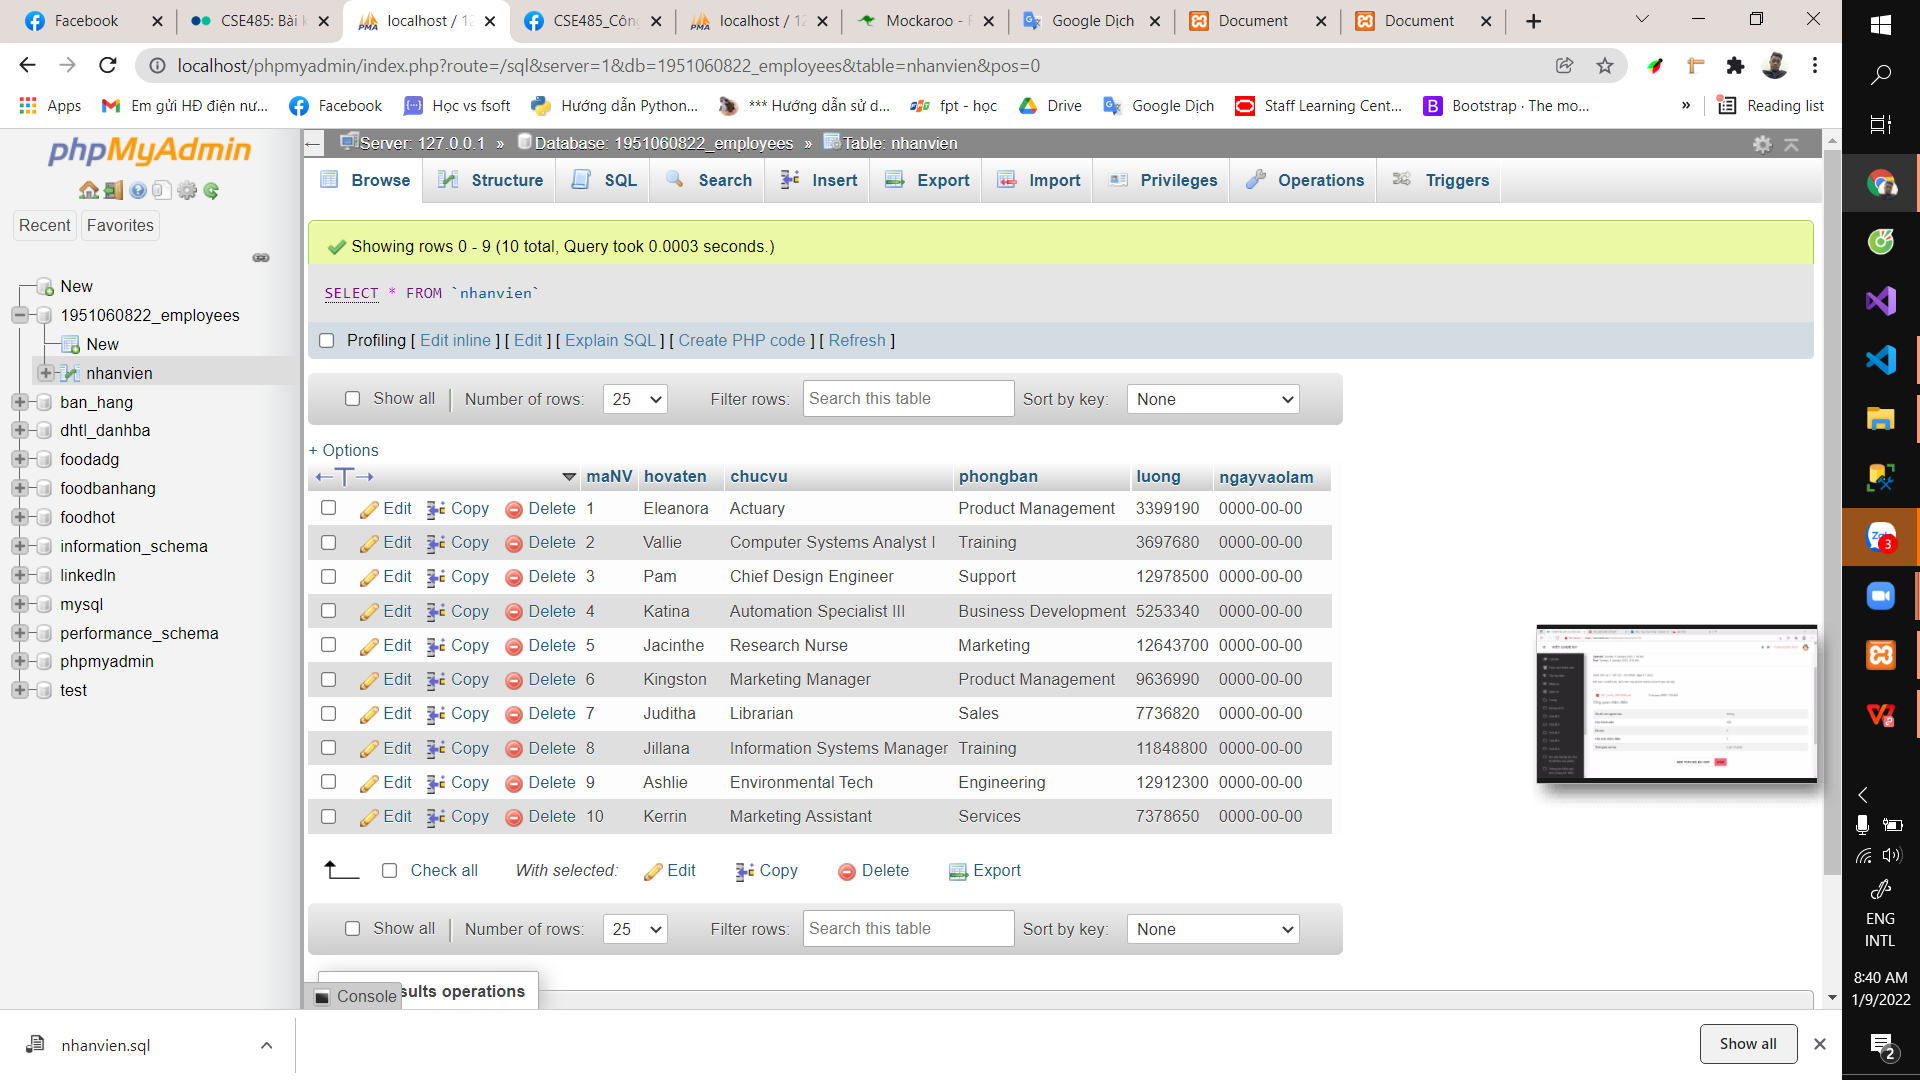 Facebook
CSE485: Bài k
localhost / 12
CSE485_Côn
localhost / 12
Mockaroo - 
Google Dịch
Document
Document
localhost/phpmyadmin/index.php?route=/sql&server=1&db=1951060822_employees&table=nhanvien&pos=0
Apps
Em gửi HĐ điện nư...
Facebook
Học vs fsoft
Hướng dẫn Python...
*** Hướng dẫn sử d...
fpt - học
Drive
Google Dịch
Staff Learning Cent...
Bootstrap · The mo...
»
Reading list
phpMyAdmin
Recent
Favorites
New
1951060822_employees
New
nhanvien
ban_hang
dhtl_danhba
foodadg
foodbanhang
foodhot
information_schema
linkedln
mysql
performance_schema
phpmyadmin
test
Server: 127.0.0.1 » Database: 1951060822_employees » Table: nhanvien
Browse Structure SQL Search Insert Export Import Privileges Operations Triggers
Showing rows 0 - 9 (10 total, Query took 0.0003 seconds.)
SELECT * FROM `nhanvien`
Profiling [ Edit inline ] [ Edit ] [ Explain SQL ] [ Create PHP code ] [ Refresh ]
Show all Number of rows: 25 Filter rows: Search this table Sort by key: None
+ Options
maNV hovaten chucvu phongban luong ngayvaolam
Edit Copy Delete 1 Eleanora Actuary Product Management 3399190 0000-00-00
Edit Copy Delete 2 Vallie Computer Systems Analyst I Training 3697680 0000-00-00
Edit Copy Delete 3 Pam Chief Design Engineer Support 12978500 0000-00-00
Edit Copy Delete 4 Katina Automation Specialist III Business Development 5253340 0000-00-00
Edit Copy Delete 5 Jacinthe Research Nurse Marketing 12643700 0000-00-00
Edit Copy Delete 6 Kingston Marketing Manager Product Management 9636990 0000-00-00
Edit Copy Delete 7 Juditha Librarian Sales 7736820 0000-00-00
Edit Copy Delete 8 Jillana Information Systems Manager Training 11848800 0000-00-00
Edit Copy Delete 9 Ashlie Environmental Tech Engineering 12912300 0000-00-00
Edit Copy Delete 10 Kerrin Marketing Assistant Services 7378650 0000-00-00
Check all With selected: Edit Copy Delete Export
Show all Number of rows: 25 Filter rows: Search this table Sort by key: None
Console
sults operations
nhanvien.sql
Show all
3
ENG
INTL
8:40 AM
1/9/2022
2